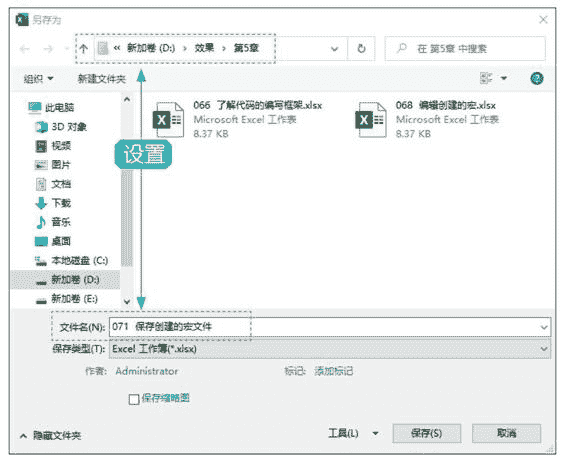 另存为
« 新加卷 (D:) › 效果 › 第5章
在 第5章 中搜索
组织
新建文件夹
此电脑
3D 对象
视频
图片
文档
下载
音乐
桌面
本地磁盘 (C:)
新加卷 (D:)
新加卷 (E:)
066 了解代码的编写框架.xlsx
Microsoft Excel 工作表
8.37 KB
068 编辑创建的宏.xlsx
Microsoft Excel 工作表
8.37 KB
设置
文件名(N): 071 保存创建的宏文件
保存类型(T): Excel 工作簿(*.xlsx)
作者: Administrator
标记: 添加标记
保存缩略图
隐藏文件夹
工具(L)
保存(S)
取消